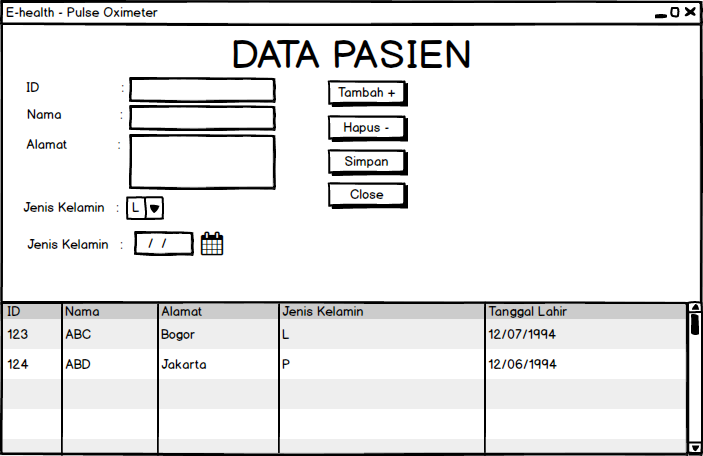 E-health - Pulse Oximeter
DATA PASIEN
ID :
Nama :
Alamat :
Jenis Kelamin : L
Jenis Kelamin : / /
Tambah +
Hapus -
Simpan
Close
ID Nama Alamat Jenis Kelamin Tanggal Lahir
123 ABC Bogor L 12/07/1994
124 ABD Jakarta P 12/06/1994